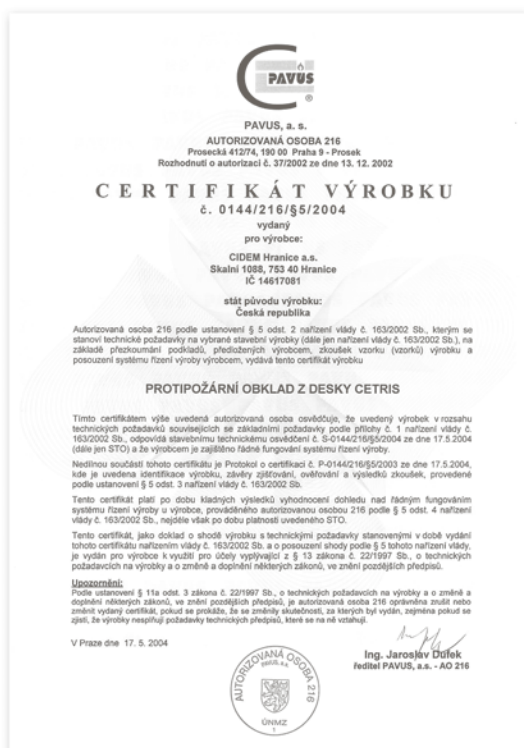 PAVUS
®
PAVUS, a. s.
AUTORIZOVANÁ OSOBA 216
Prosecká 412/74, 190 00 Praha 9 - Prosek
Rozhodnutí o autorizaci č. 37/2002 ze dne 13. 12. 2002
CERTIFIKÁT VÝROBKU
č. 0144/216/§5/2004
vydaný
pro výrobce:
CIDEM Hranice a.s.
Skalní 1088, 753 40 Hranice
IČ 14617081
stát původu výrobku:
Česká republika
Autorizovaná osoba 216 podle ustanovení § 5 odst. 2 nařízení vlády č. 163/2002 Sb., kterým se
stanoví technické požadavky na vybrané stavební výrobky (dále jen nařízení vlády č. 163/2002 Sb.), na
základě přezkoumání podkladů, předložených výrobcem, zkoušek vzorku (vzorků) výrobku a
posouzení systému řízení výroby výrobcem, vydává tento certifikát výrobku
PROTIPOŽÁRNÍ OBKLAD Z DESKY CETRIS
Tímto certifikátem výše uvedená autorizovaná osoba osvědčuje, že uvedený výrobek v rozsahu
technických požadavků souvisejících se základními požadavky podle přílohy č. 1 nařízení vlády č.
163/2002 Sb., odpovídá stavebnímu technickému osvědčení č. S-0144/216/§5/2004 ze dne 17.5.2004
(dále jen STO) a že výrobcem je zajištěno řádné fungování systému řízení výroby.
Nedílnou součástí tohoto certifikátu je Protokol o certifikaci č. P-0144/216/§5/2003 ze dne 17.5.2004,
kde je uvedena identifikace výrobku, závěry zjišťování, ověřování a výsledků zkoušek, provedené
podle ustanovení § 5 odst. 3 nařízení vlády č. 163/2002 Sb.
Tento certifikát platí po dobu kladných výsledků vyhodnocení dohledu nad řádným fungováním
systému řízení výroby u výrobce, prováděného autorizovanou osobou 216 podle § 5 odst. 4 nařízení
vlády č. 163/2002 Sb., nejdéle však po dobu platnosti uvedeného STO.
Tento certifikát, jako doklad o shodě výrobku s technickými požadavky stanovenými v době vydání
tohoto certifikátu nařízením vlády č. 163/2002 Sb. a o posouzení shody podle § 5 tohoto nařízení vlády,
je vydán pro výrobce k využití pro účely vyplývající z § 13 zákona č. 22/1997 Sb., o technických
požadavcích na výrobky a o změně a doplnění některých zákonů, ve znění pozdějších předpisů.
Upozornění:
Podle ustanovení § 11a odst. 3 zákona č. 22/1997 Sb., o technických požadavcích na výrobky a o změně a
doplnění některých zákonů, ve znění pozdějších předpisů, je autorizovaná osoba 216 oprávněna zrušit nebo
změnit vydaný certifikát, pokud se prokáže, že se změnily skutečnosti, za kterých byl vydán, zejména pokud se
zjistí, že výrobky nesplňují požadavky technických předpisů, které se na ně vztahují.
V Praze dne 17. 5. 2004
Ing. Jaroslav Dufek
ředitel PAVUS, a.s. - AO 216
AUTORIZOVANÁ OSOBA 216
PAVUS, a.s.
ÚNMZ
1